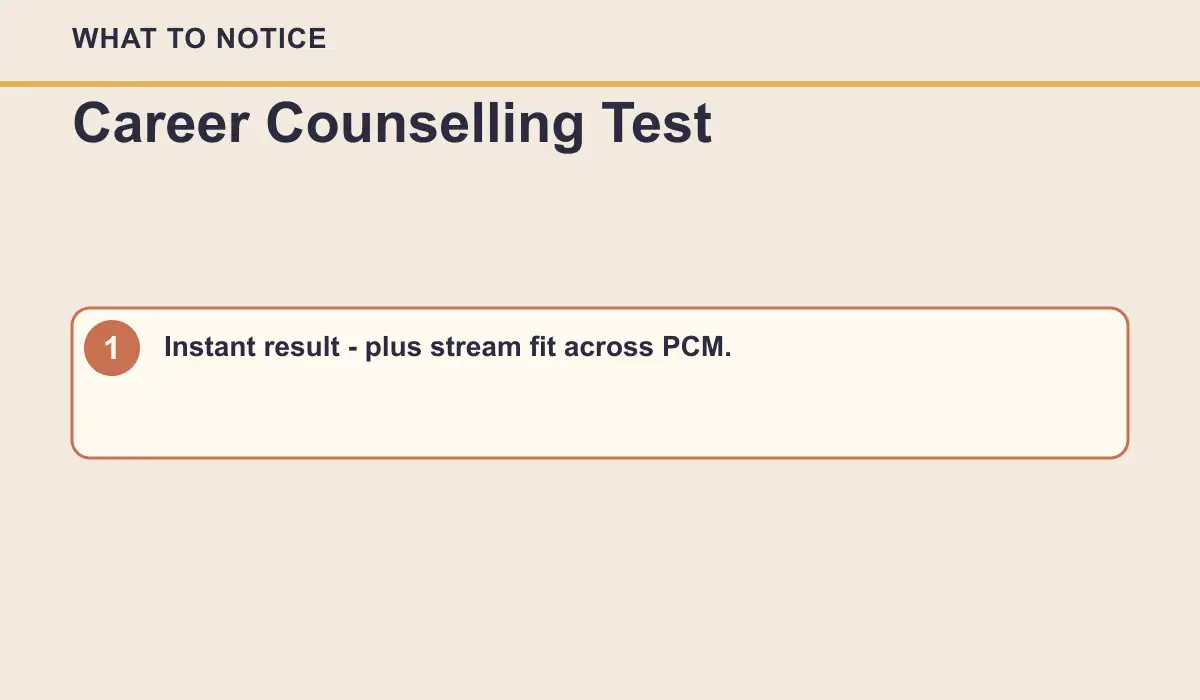 WHAT TO NOTICE
Career Counselling Test
1
Instant result - plus stream fit across PCM.